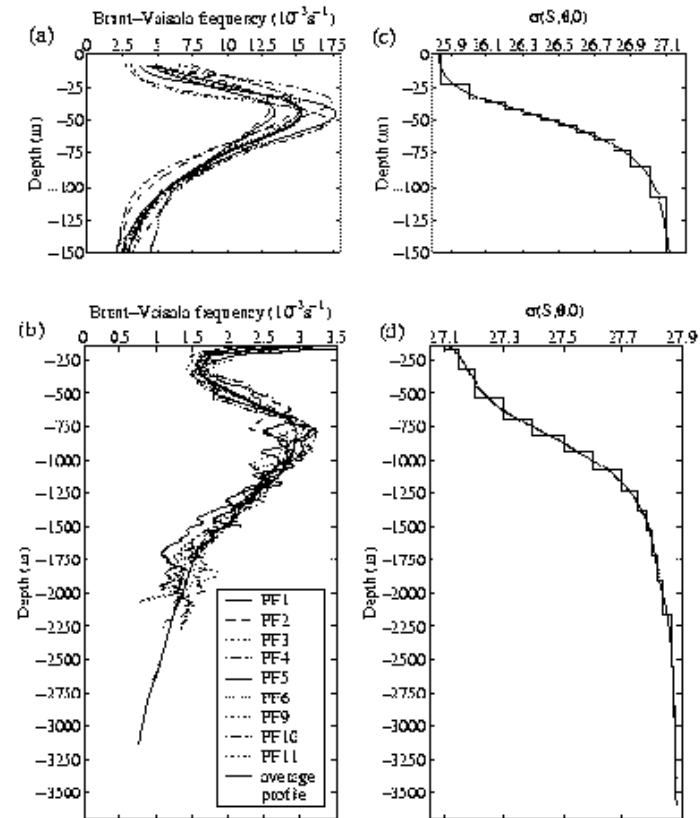 Brunt–Vaisala frequency (10⁻³s⁻¹)
(a)
0 2.5 5 7.5 10 12.5 15 17.5
0
−25
−50
−75
−100
−125
−150
Depth (m)
σ(S,θ,0)
(c)
25.9 26.1 26.3 26.5 26.7 26.9 27.1
0
−25
−50
−75
−100
−125
−150
Depth (m)
Brunt–Vaisala frequency (10⁻³s⁻¹)
(b)
0 0.5 1 1.5 2 2.5 3 3.5
−250
−500
−750
−1000
−1250
−1500
−1750
−2000
−2250
−2500
−2750
−3000
−3250
−3500
Depth (m)
PF1
PF2
PF3
PF4
PF5
PF6
PF9
PF10
PF11
average
profile
σ(S,θ,0)
(d)
27.1 27.3 27.5 27.7 27.9
−250
−500
−750
−1000
−1250
−1500
−1750
−2000
−2250
−2500
−2750
−3000
−3250
−3500
Depth (m)